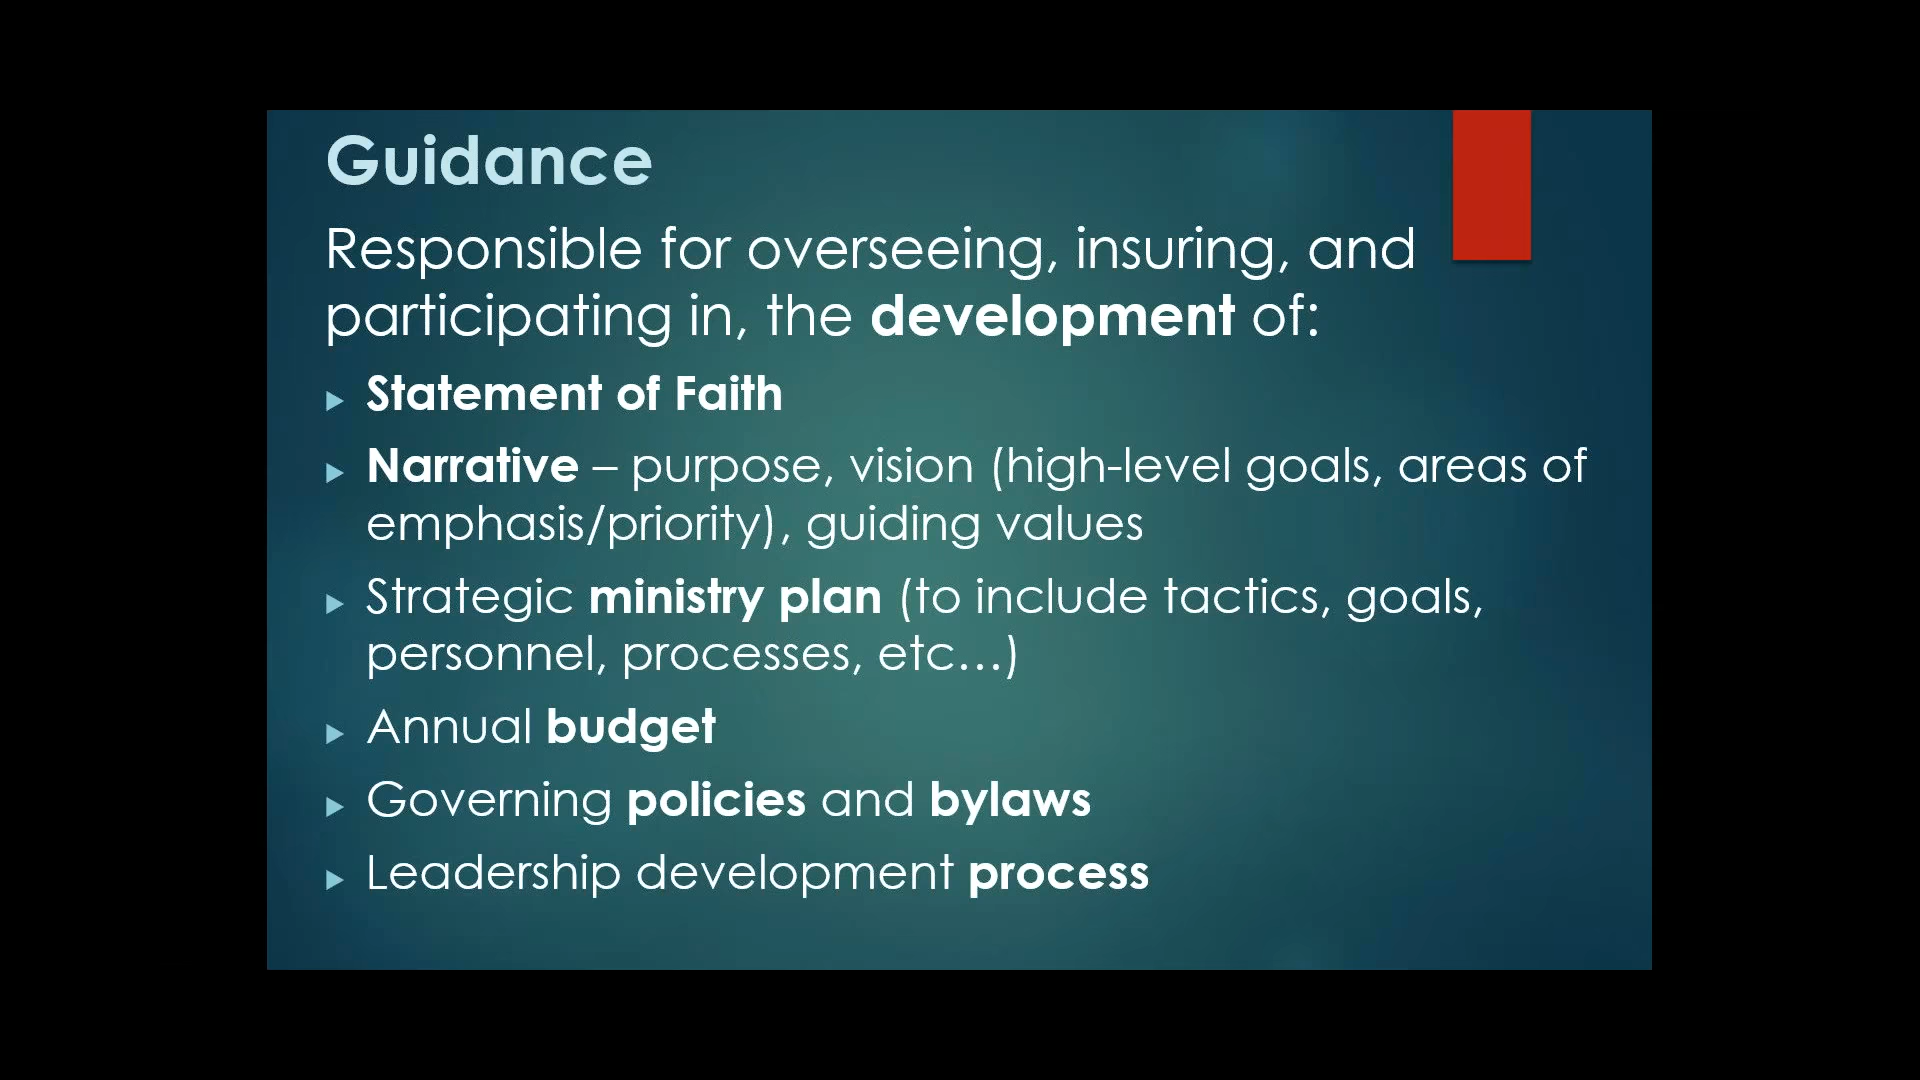 Guidance
Responsible for overseeing, insuring, and
participating in, the development of:
Statement of Faith
Narrative – purpose, vision (high-level goals, areas of
emphasis/priority), guiding values
Strategic ministry plan (to include tactics, goals,
personnel, processes, etc…)
Annual budget
Governing policies and bylaws
Leadership development process